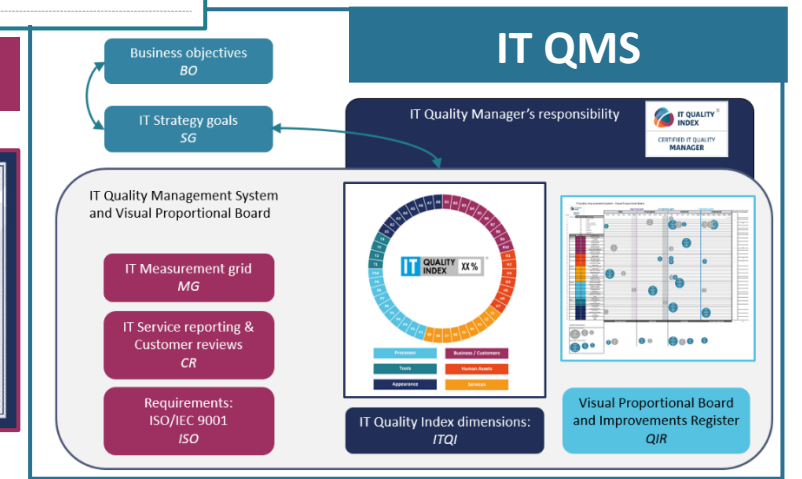 IT QMS
Business objectives
BO
IT Strategy goals
SG
IT Quality Manager's responsibility
IT QUALITY
INDEX
CERTIFIED IT QUALITY
MANAGER
IT Quality Management System
and Visual Proportional Board
IT Measurement grid
MG
IT Service reporting &
Customer reviews
CR
Requirements:
ISO/IEC 9001
ISO
IT QUALITY
INDEX
XX %
Processes
Business / Customers
Tools
Human Assets
Appearance
Services
IT Quality Index dimensions:
ITQI
Visual Proportional Board
and Improvements Register
QIR